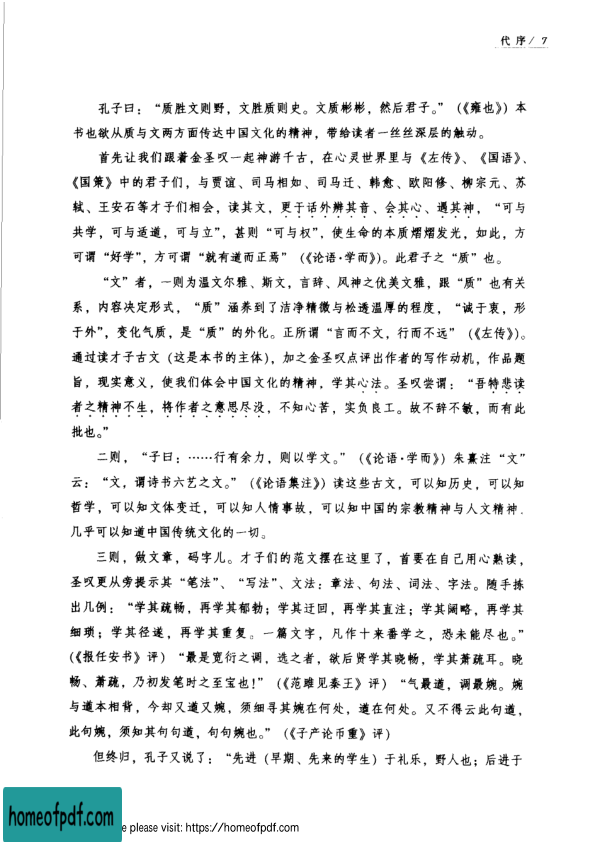 代 序 / 7
孔子曰：“质胜文则野，文胜质则史。文质彬彬，然后君子。”（《雍也》）本
书也欲从质与文两方面传达中国文化的精神，带给读者一丝丝深层的触动。
首先让我们跟着金圣叹一起神游千古，在心灵世界里与《左传》、《国语》、
《国策》中的君子们，与贾谊、司马相如、司马迁、韩愈、欧阳修、柳宗元、苏
轼、王安石等才子们相会，读其文，更于话外辨其音、会其心、遇其神，“可与
共学，可与适道，可与立”，甚则“可与权”，使生命的本质熠熠发光，如此，方
可谓“好学”，方可谓“就有道而正焉”（《论语·学而》）。此君子之“质”也。
“文”者，一则为温文尔雅、斯文，言辞、风神之优美文雅，跟“质”也有关
系，内容决定形式，“质”涵养到了洁净精微与松透温厚的程度，“诚于衷，形
于外”，变化气质，是“质”的外化。正所谓“言而不文，行而不远”（《左传》）。
通过读才子古文（这是本书的主体），加之金圣叹点评出作者的写作动机，作品题
旨，现实意义，使我们体会中国文化的精神，学其心法。圣叹尝谓：“吾特悲读
者之精神不生，将作者之意思尽没，不知心苦，实负良工。故不辞不敏，而有此
批也。”
二则，“子曰：……行有余力，则以学文。”（《论语·学而》）朱熹注“文”
云：“文，谓诗书六艺之文。”（《论语集注》）读这些古文，可以知历史，可以知
哲学，可以知文体变迁，可以知人情事故，可以知中国的宗教精神与人文精神．
几乎可以知道中国传统文化的一切。
三则，做文章，码字儿。才子们的范文摆在这里了，首要在自己用心熟读，
圣叹更从旁提示其“笔法”、“写法”、文法：章法、句法、词法、字法。随手拣
出几例：“学其疏畅，再学其郁勃；学其迂回，再学其直注；学其阔略，再学其
细琐；学其径遂，再学其重复。一篇文字，凡作十来番学之，恐未能尽也。”
（《报任安书》评）“最是宽衍之调，选之者，欲后贤学其晓畅，学其萧疏耳。晓
畅、萧疏，乃初发笔时之至宝也！”（《范雎见秦王》评）“气最遒，调最婉。婉
与遒本相背，今却又遒又婉，须细寻其婉在何处，遒在何处。又不得云此句遒，
此句婉，须知其句句遒，句句婉也。”（《子产论币重》评）
但终归，孔子又说了：“先进（早期、先来的学生）于礼乐，野人也；后进于
homeofpdf.com
e please visit: https://homeofpdf.com